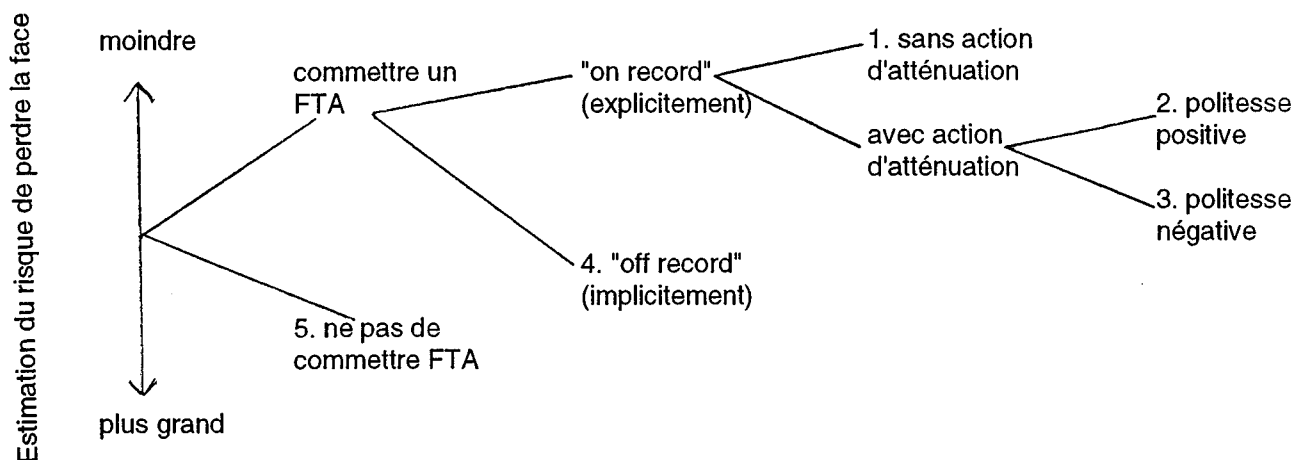 Estimation du risque de perdre la face
moindre
commettre un
FTA
"on record"
(explicitement)
1. sans action
d'atténuation
avec action
d'atténuation
2. politesse
positive
3. politesse
négative
4. "off record"
(implicitement)
5. ne pas de
commettre FTA
plus grand